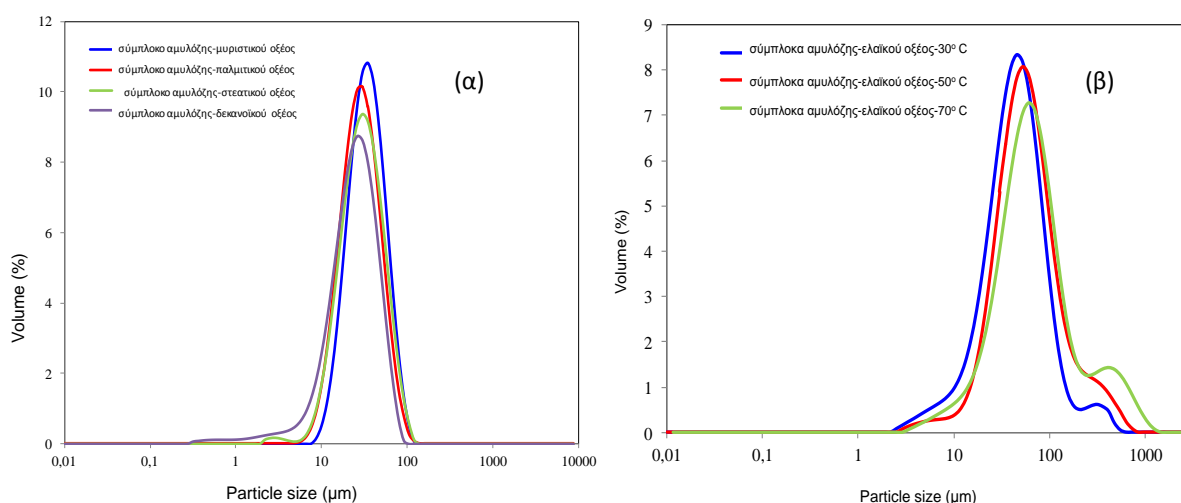 12
10
8
6
4
2
0
Volume (%)
σύμπλοκο αμυλόζης-μυριστικού οξέος
σύμπλοκο αμυλόζης-παλμιτικού οξέος
σύμπλοκο αμυλόζης-στεατικού οξέος
σύμπλοκο αμυλόζης-δεκανοϊκού οξέος
(α)
0,01 0,1 1 10 100 1000 10000
Particle size (μm)
9
8
7
6
5
4
3
2
1
0
Volume (%)
σύμπλοκα αμυλόζης-ελαϊκού οξέος-30° C
σύμπλοκα αμυλόζης-ελαϊκού οξέος-50° C
σύμπλοκα αμυλόζης-ελαϊκού οξέος-70° C
(β)
0,01 0,1 1 10 100 1000
Particle size (μm)